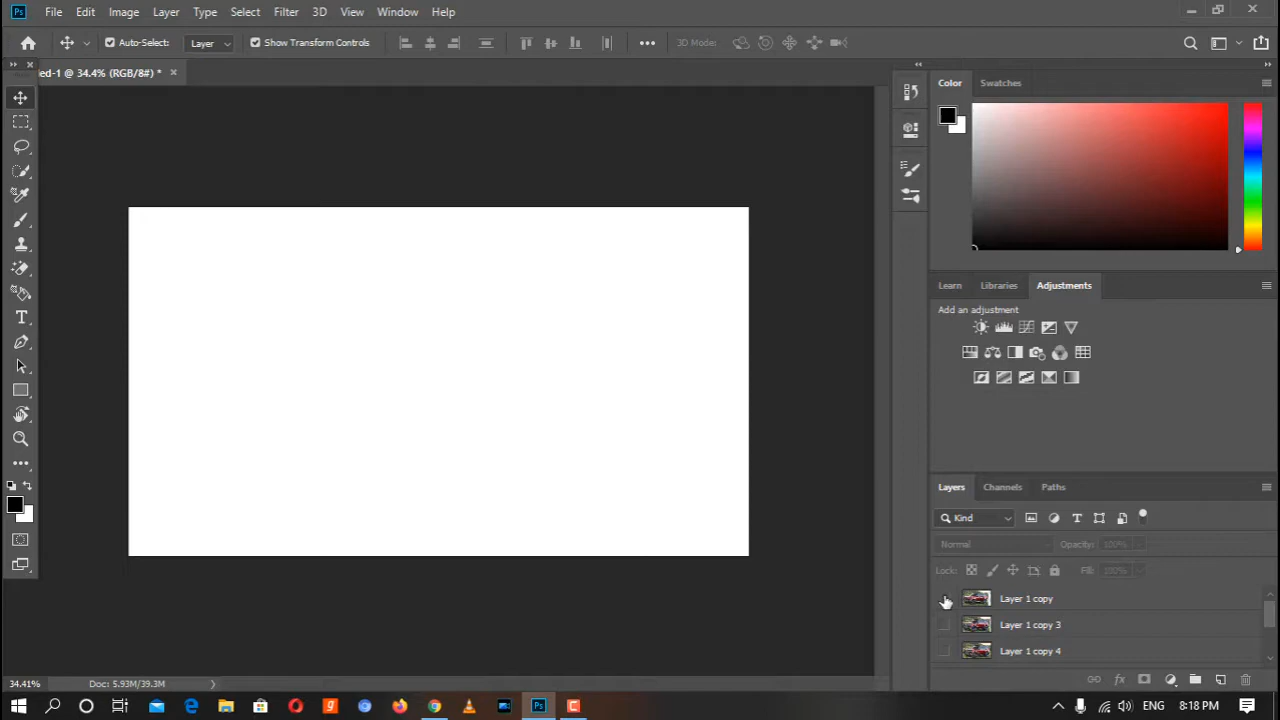 Ps File Edit Image Layer Type Select Filter 3D View Window Help
Auto-Select: Layer Show Transform Controls 3D Mode:
ed-1 @ 34.4% (RGB/8#) *
Color Swatches
Learn Libraries Adjustments
Add an adjustment
Layers Channels Paths
Kind
Normal Opacity: 100%
Lock: Fill: 100%
Layer 1 copy
Layer 1 copy 3
Layer 1 copy 4
34.41% Doc: 5.93M/39.3M
ENG 8:18 PM